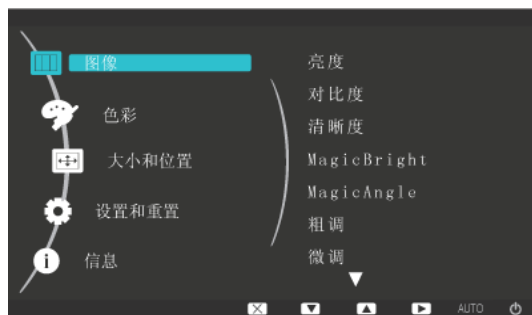 图像
色彩
大小和位置
设置和重置
信息
亮度
对比度
清晰度
MagicBright
MagicAngle
粗调
微调
AUTO